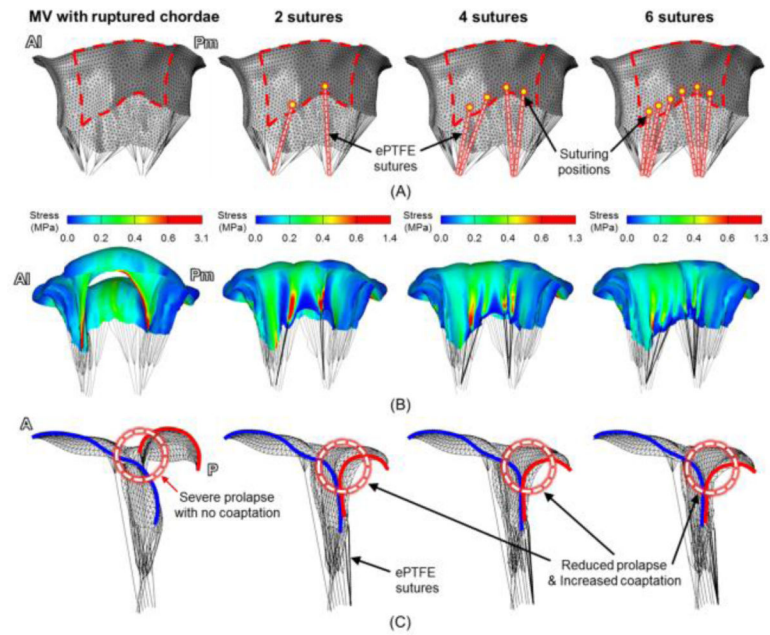 MV with ruptured chordae 2 sutures 4 sutures 6 sutures
Al Pm
ePTFE
sutures
Suturing
positions
(A)
Stress
(MPa)
0.0 0.2 0.4 0.6 3.1
Stress
(MPa)
0.0 0.2 0.4 0.6 1.4
Stress
(MPa)
0.0 0.2 0.4 0.6 1.4
Stress
(MPa)
0.0 0.2 0.4 0.6 1.3
Al Pm
(B)
A
P
Severe prolapse
with no coaptation
ePTFE
sutures
Reduced prolapse
& Increased coaptation
(C)